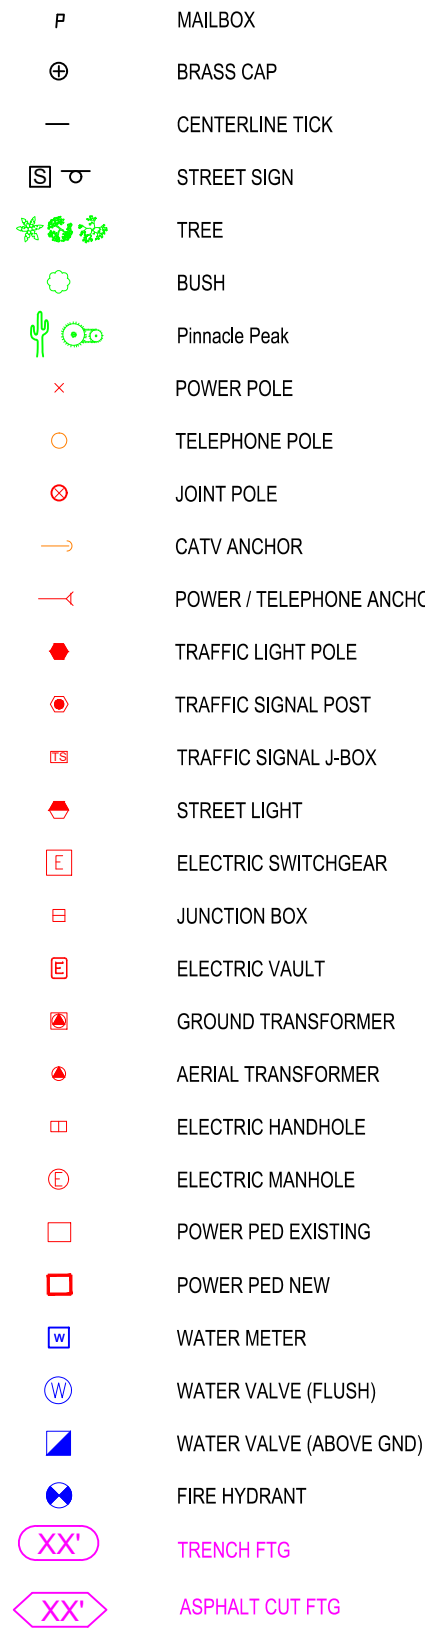 P MAILBOX
BRASS CAP
CENTERLINE TICK
S STREET SIGN
TREE
BUSH
Pinnacle Peak
POWER POLE
TELEPHONE POLE
JOINT POLE
CATV ANCHOR
POWER / TELEPHONE ANCHO
TRAFFIC LIGHT POLE
TRAFFIC SIGNAL POST
TS TRAFFIC SIGNAL J-BOX
STREET LIGHT
E ELECTRIC SWITCHGEAR
JUNCTION BOX
E ELECTRIC VAULT
GROUND TRANSFORMER
AERIAL TRANSFORMER
ELECTRIC HANDHOLE
E ELECTRIC MANHOLE
POWER PED EXISTING
POWER PED NEW
W WATER METER
W WATER VALVE (FLUSH)
WATER VALVE (ABOVE GND)
FIRE HYDRANT
XX' TRENCH FTG
XX' ASPHALT CUT FTG